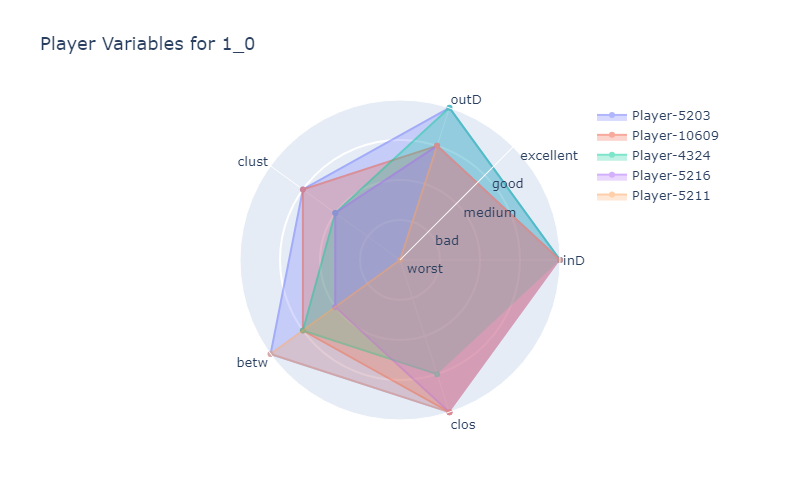 Player Variables for 1_0
outD
Player-5203
Player-10609
Player-4324
Player-5216
Player-5211
clust
excellent
good
medium
bad
worst
inD
betw
clos